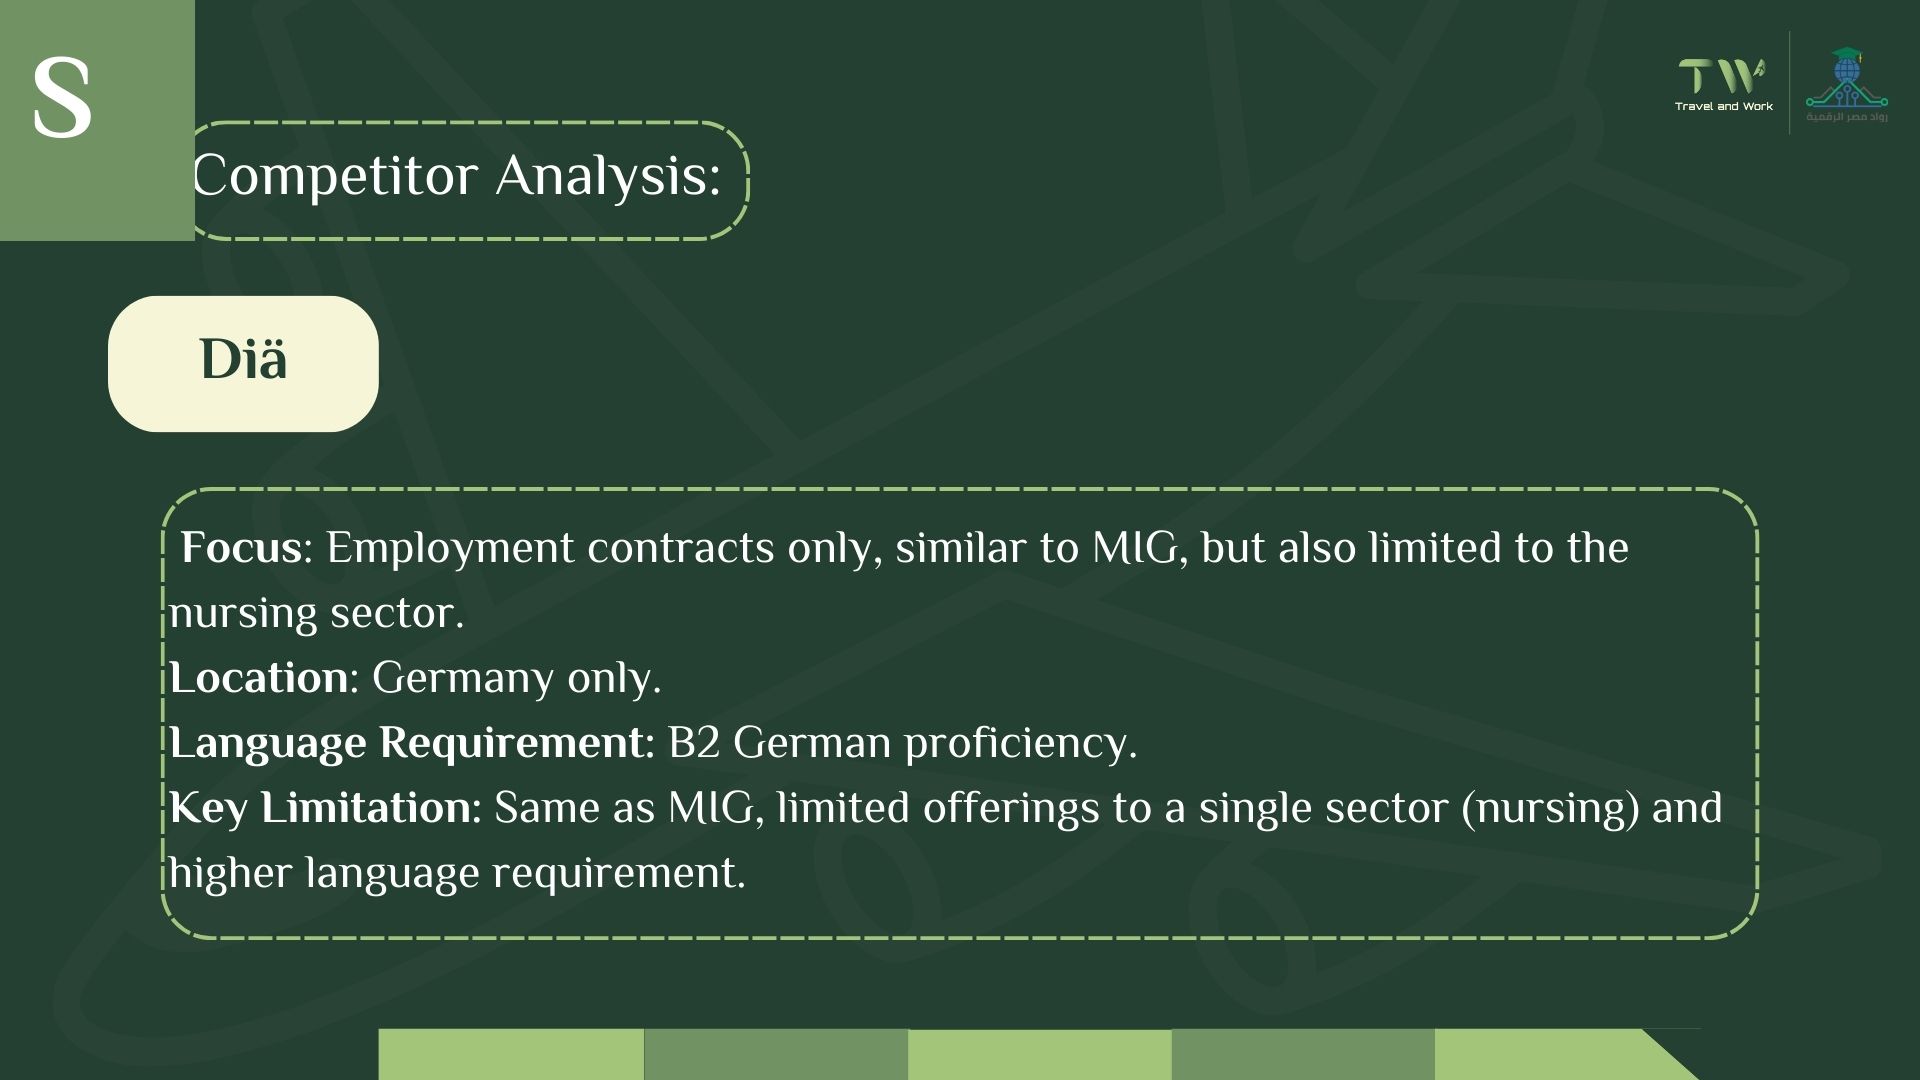 S
TW
Travel and Work
رواد مصر الرقمية
Competitor Analysis:
Diä
Focus: Employment contracts only, similar to MIG, but also limited to the
nursing sector.
Location: Germany only.
Language Requirement: B2 German proficiency.
Key Limitation: Same as MIG, limited offerings to a single sector (nursing) and
higher language requirement.